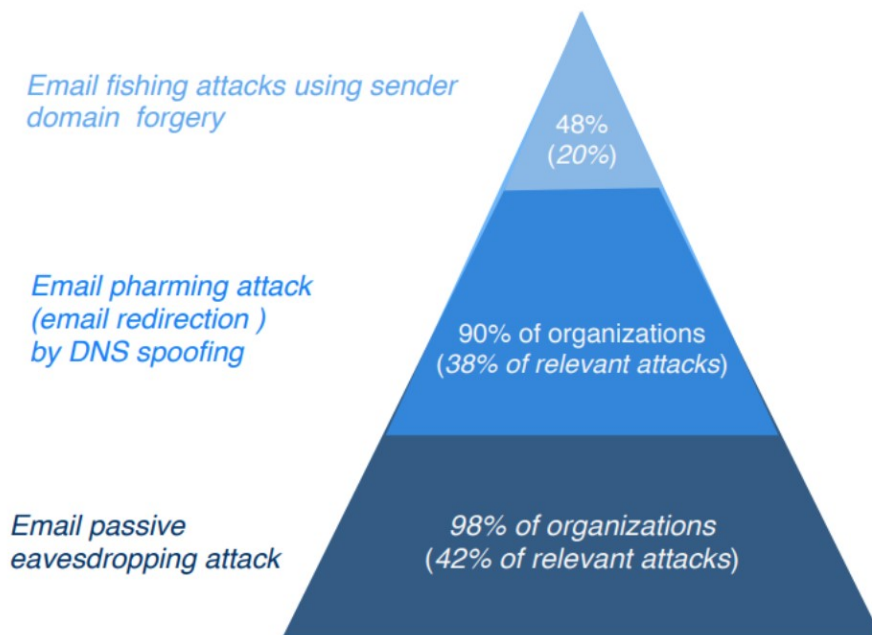 Email fishing attacks using sender
domain forgery
48%
(20%)
Email pharming attack
(email redirection )
by DNS spoofing
90% of organizations
(38% of relevant attacks)
Email passive
eavesdropping attack
98% of organizations
(42% of relevant attacks)